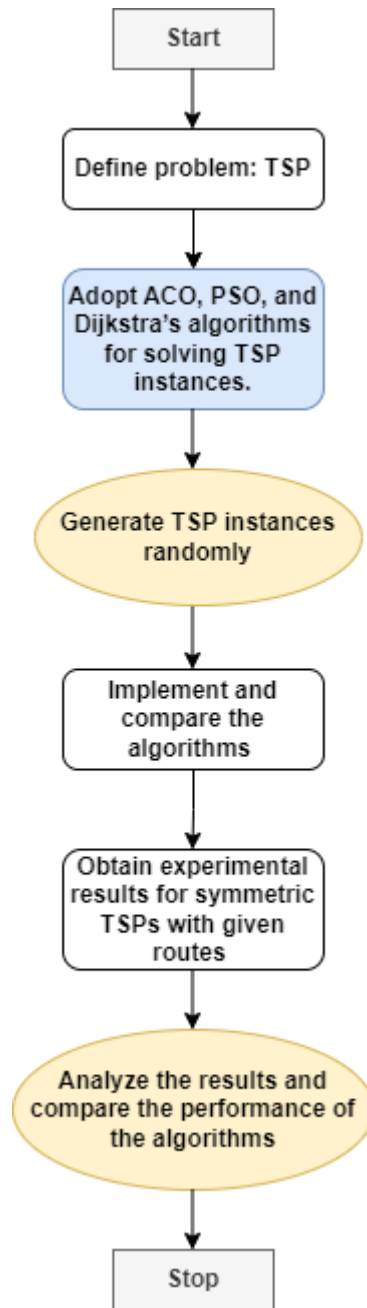 Start
Define problem: TSP
Adopt ACO, PSO, and
Dijkstra's algorithms
for solving TSP
instances.
Generate TSP instances
randomly
Implement and
compare the
algorithms
Obtain experimental
results for symmetric
TSPs with given
routes
Analyze the results and
compare the performance of
the algorithms
Stop